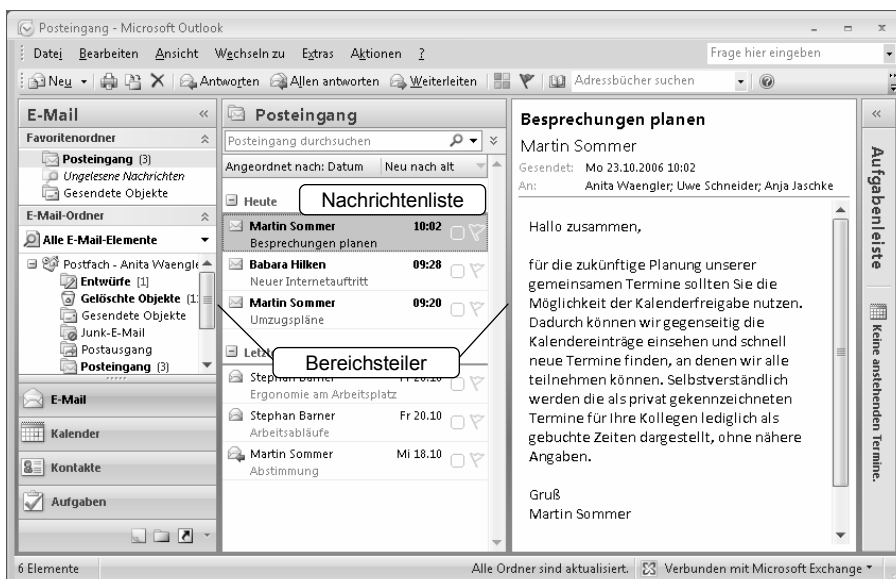 Posteingang - Microsoft Outlook
Datei Bearbeiten Ansicht Wechseln zu Extras Aktionen ? Frage hier eingeben
Neu Antworten Allen antworten Weiterleiten Adressbücher suchen
E-Mail
Favoritenordner
Posteingang (3)
Ungelesene Nachrichten
Gesendete Objekte
E-Mail-Ordner
Alle E-Mail-Elemente
Postfach - Anita Waengle
Entwürfe [1]
Gelöschte Objekte
Gesendete Objekte
Junk-E-Mail
Postausgang
Posteingang (3)
E-Mail
Kalender
Kontakte
Aufgaben
Posteingang
Posteingang durchsuchen
Angeordnet nach: Datum Neu nach alt
Heute
Nachrichtenliste
Martin Sommer 10:02
Besprechungen planen
Babara Hilken 09:28
Neuer Internetauftritt
Martin Sommer 09:20
Umzugspläne
Bereichsteiler
Stephan Barner Fr 20.10
Ergonomie am Arbeitsplatz
Stephan Barner Fr 20.10
Arbeitsabläufe
Martin Sommer Mi 18.10
Abstimmung
Besprechungen planen
Martin Sommer
Gesendet: Mo 23.10.2006 10:02
An: Anita Waengler; Uwe Schneider; Anja Jaschke
Hallo zusammen,
für die zukünftige Planung unserer
gemeinsamen Termine sollten Sie die
Möglichkeit der Kalenderfreigabe nutzen.
Dadurch können wir gegenseitig die
Kalendereinträge einsehen und schnell
neue Termine finden, an denen wir alle
teilnehmen können. Selbstverständlich
werden die als privat gekennzeichneten
Termine für Ihre Kollegen lediglich als
gebuchte Zeiten dargestellt, ohne nähere
Angaben.
Gruß
Martin Sommer
Aufgabenleiste
Keine anstehenden Termine.
6 Elemente Alle Ordner sind aktualisiert. Verbunden mit Microsoft Exchange